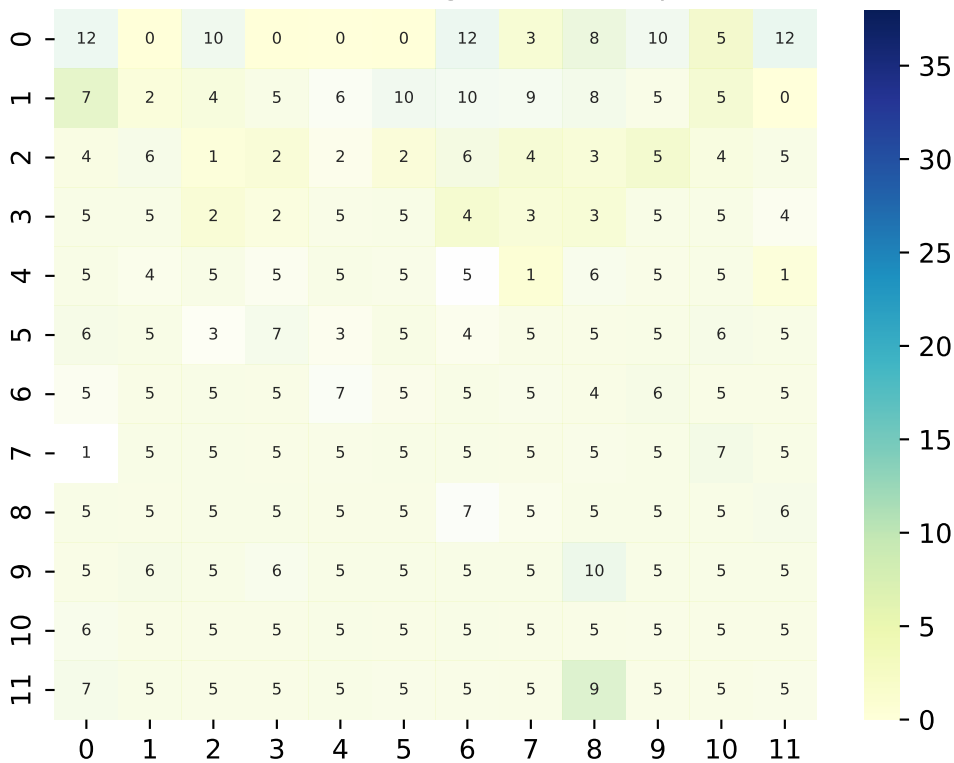 0 12 0 10 0 0 0 12 3 8 10 5 12
1 7 2 4 5 6 10 10 9 8 5 5 0
2 4 6 1 2 2 2 6 4 3 5 4 5
3 5 5 2 2 5 5 4 3 3 5 5 4
4 5 4 5 5 5 5 5 1 6 5 5 1
5 6 5 3 7 3 5 4 5 5 5 6 5
6 5 5 5 5 7 5 5 5 4 6 5 5
7 1 5 5 5 5 5 5 5 5 5 7 5
8 5 5 5 5 5 5 7 5 5 5 5 6
9 5 6 5 6 5 5 5 5 10 5 5 5
10 6 5 5 5 5 5 5 5 5 5 5 5
11 7 5 5 5 5 5 5 5 9 5 5 5
0 1 2 3 4 5 6 7 8 9 10 11
35
30
25
20
15
10
5
0